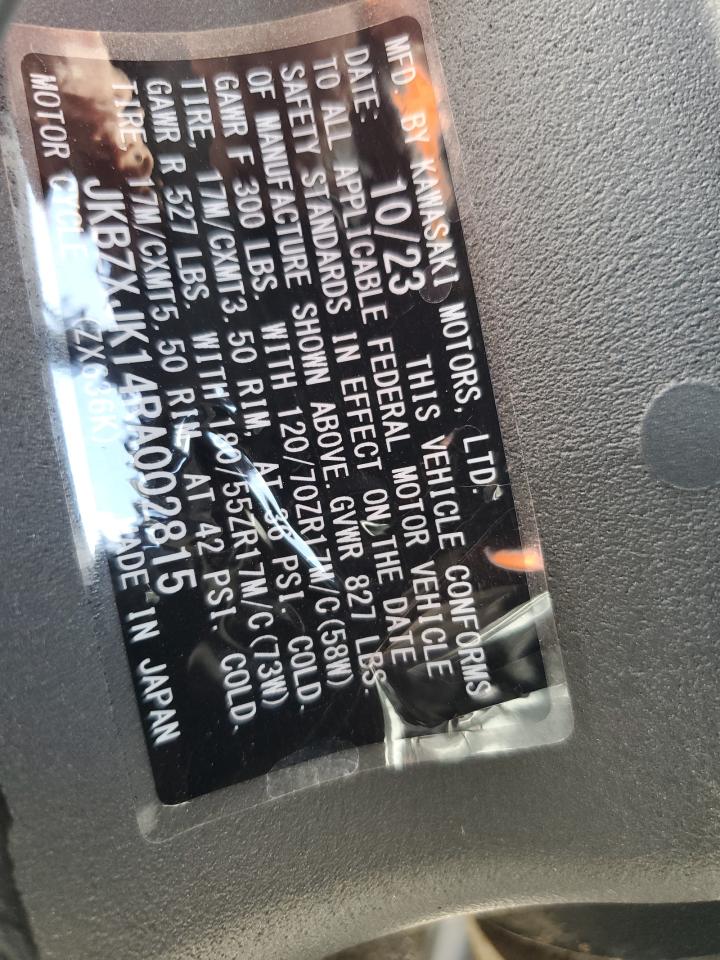 MFD. BY KAWASAKI MOTORS, LTD.
DATE: 10/23 THIS VEHICLE CONFORMS
TO ALL APPLICABLE FEDERAL MOTOR VEHICLE
SAFETY STANDARDS IN EFFECT ON THE DATE
OF MANUFACTURE SHOWN ABOVE. GVWR 827 LBS.
GAWR F 300 LBS. WITH 120/70ZR17M/C(58W)
TIRE, 17M/CXMT3.50 RIM, AT 36 PSI. COLD.
GAWR R 527 LBS. WITH 180/55ZR17M/C(73W)
TIRE, 17M/CXMT5.50 RIM, AT 42 PSI. COLD.
JKBZXJK14RA002815
MOTOR CYCLE (ZX636K) MADE IN JAPAN